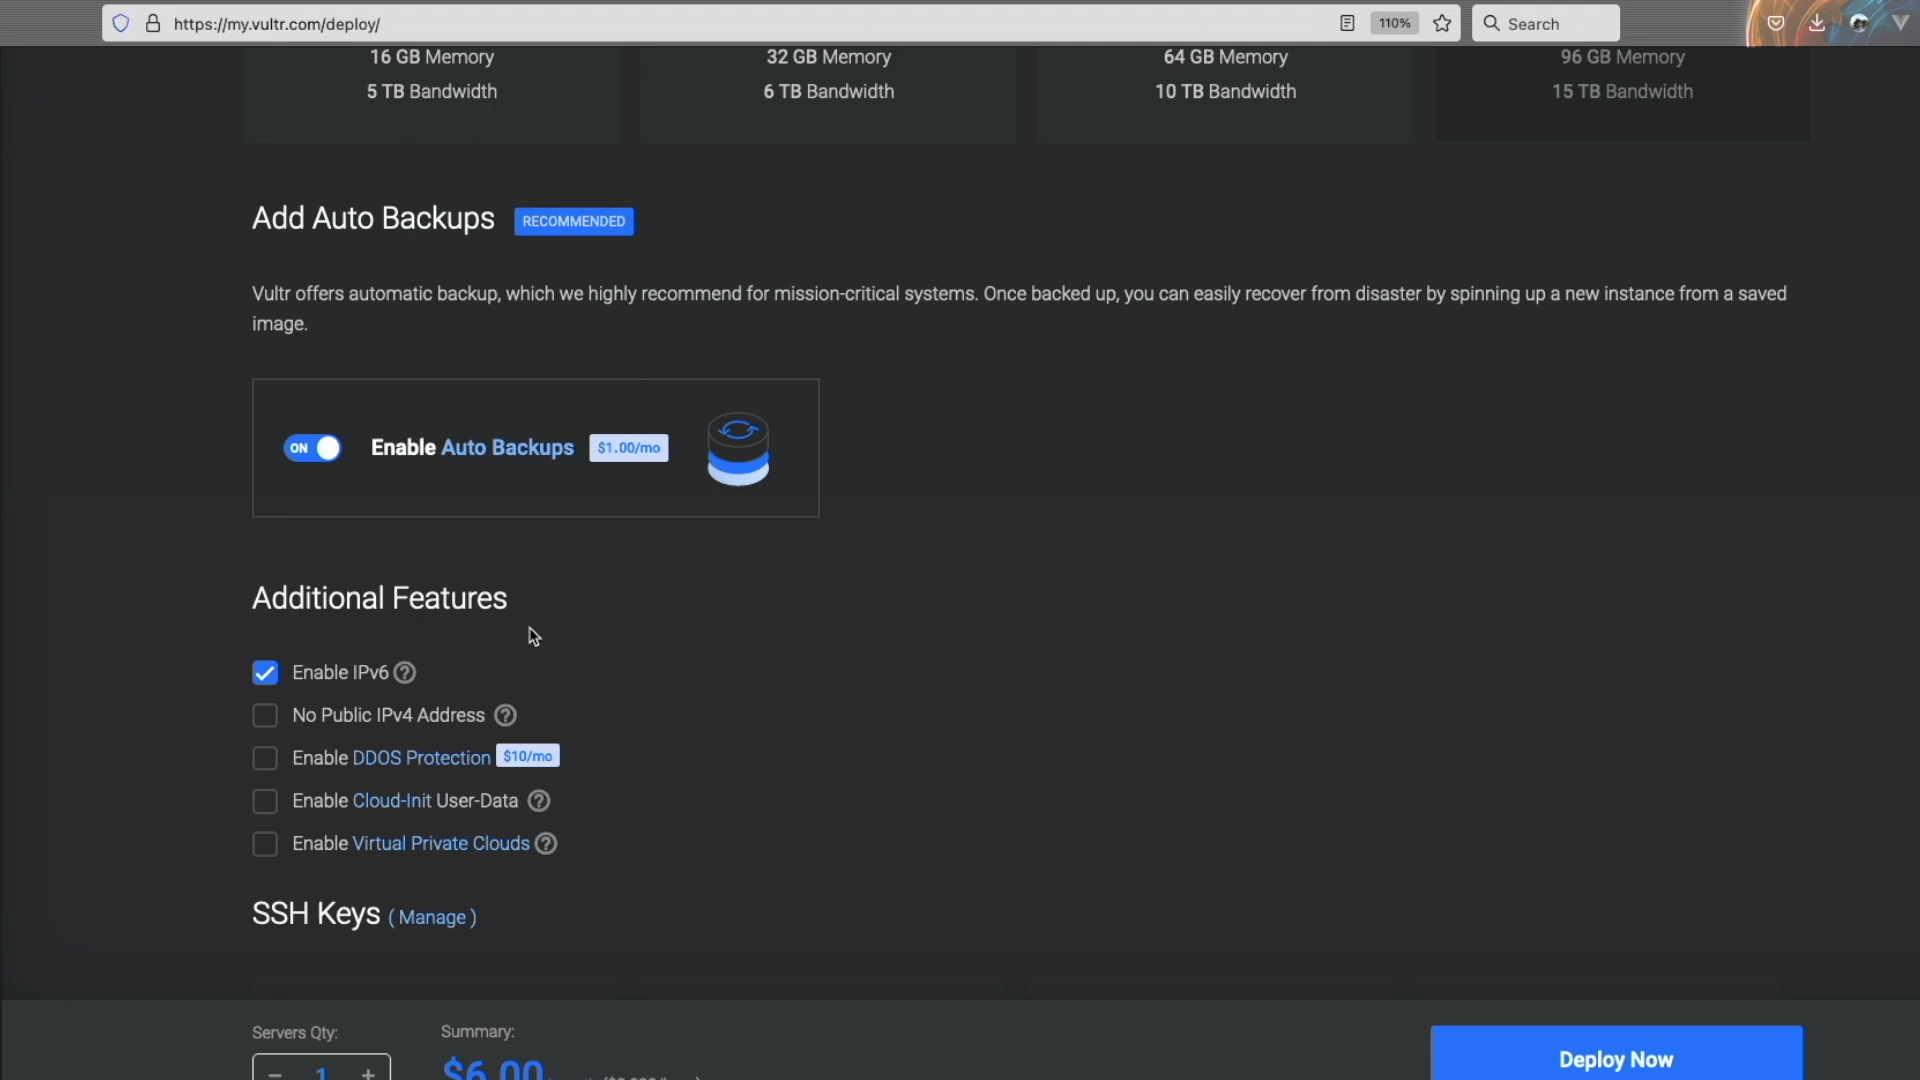 https://my.vultr.com/deploy/
110%
Search
16 GB Memory
32 GB Memory
64 GB Memory
96 GB Memory
5 TB Bandwidth
6 TB Bandwidth
10 TB Bandwidth
15 TB Bandwidth
Add Auto Backups
RECOMMENDED
Vultr offers automatic backup, which we highly recommend for mission-critical systems. Once backed up, you can easily recover from disaster by spinning up a new instance from a saved
image.
ON
Enable Auto Backups
$1.00/mo
Additional Features
Enable IPv6
No Public IPv4 Address
Enable DDOS Protection $10/mo
Enable Cloud-Init User-Data
Enable Virtual Private Clouds
SSH Keys ( Manage )
Servers Qty:
Summary:
- 1 +
$6.00
Deploy Now